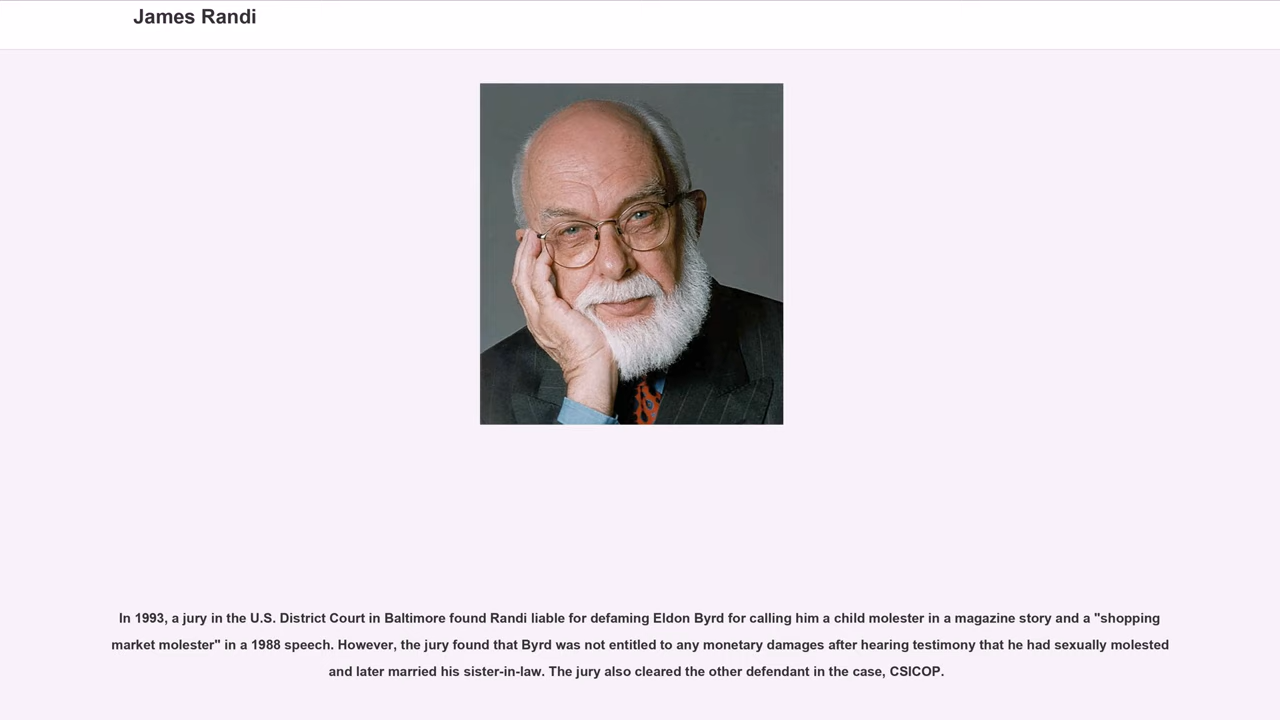 James Randi
In 1993, a jury in the U.S. District Court in Baltimore found Randi liable for defaming Eldon Byrd for calling him a child molester in a magazine story and a "shopping
market molester" in a 1988 speech. However, the jury found that Byrd was not entitled to any monetary damages after hearing testimony that he had sexually molested
and later married his sister-in-law. The jury also cleared the other defendant in the case, CSICOP.